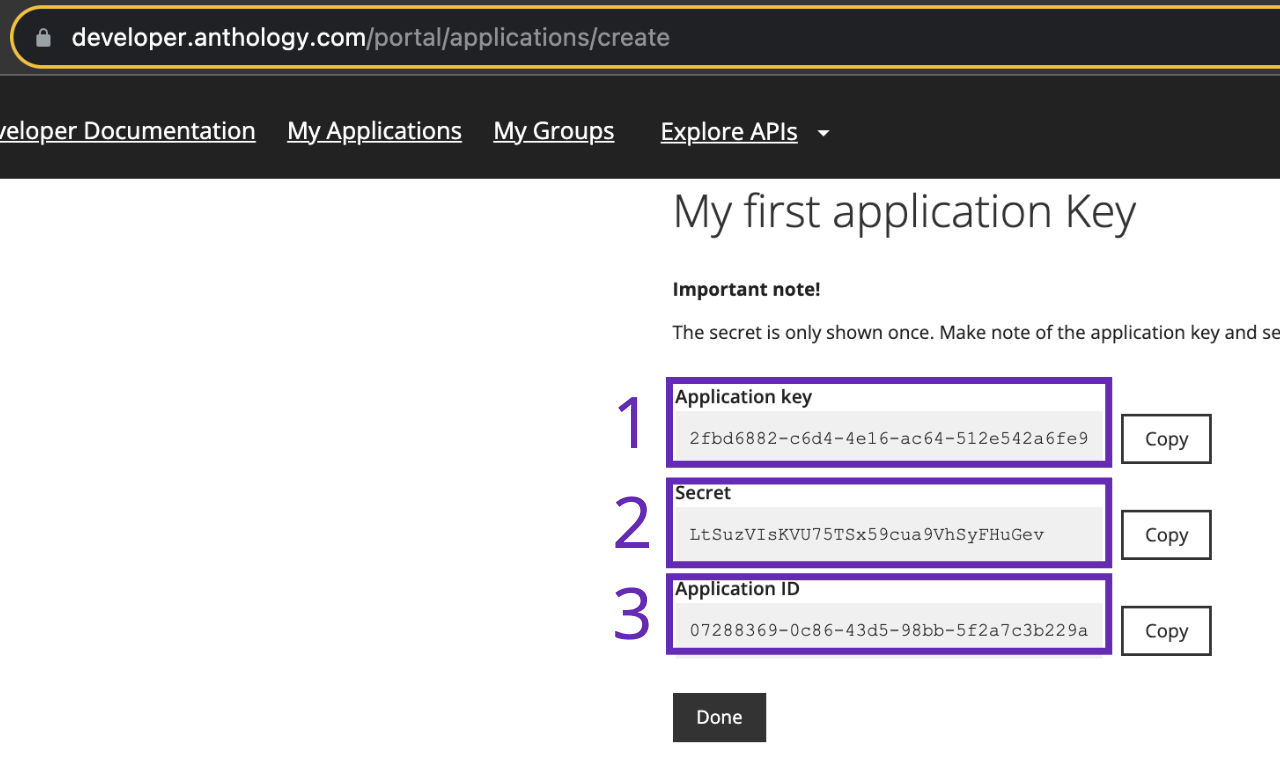 developer.anthology.com/portal/applications/create
veloper Documentation My Applications My Groups Explore APIs
My first application Key
Important note!
The secret is only shown once. Make note of the application key and se
1
Application key
2fbd6882-c6d4-4e16-ac64-512e542a6fe9
Copy
2
Secret
LtSuzVIsKVU75TSx59cua9VhSyFHuGev
Copy
3
Application ID
07288369-0c86-43d5-98bb-5f2a7c3b229a
Copy
Done